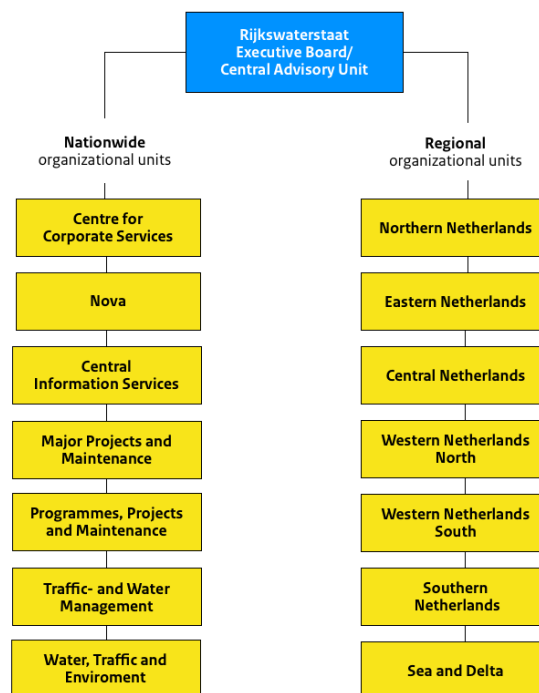 Rijkswaterstaat
Executive Board/
Central Advisory Unit
Nationwide
organizational units
Centre for
Corporate Services
Nova
Central
Information Services
Major Projects and
Maintenance
Programmes, Projects
and Maintenance
Traffic- and Water
Management
Water, Traffic and
Enviroment
Regional
organizational units
Northern Netherlands
Eastern Netherlands
Central Netherlands
Western Netherlands
North
Western Netherlands
South
Southern
Netherlands
Sea and Delta